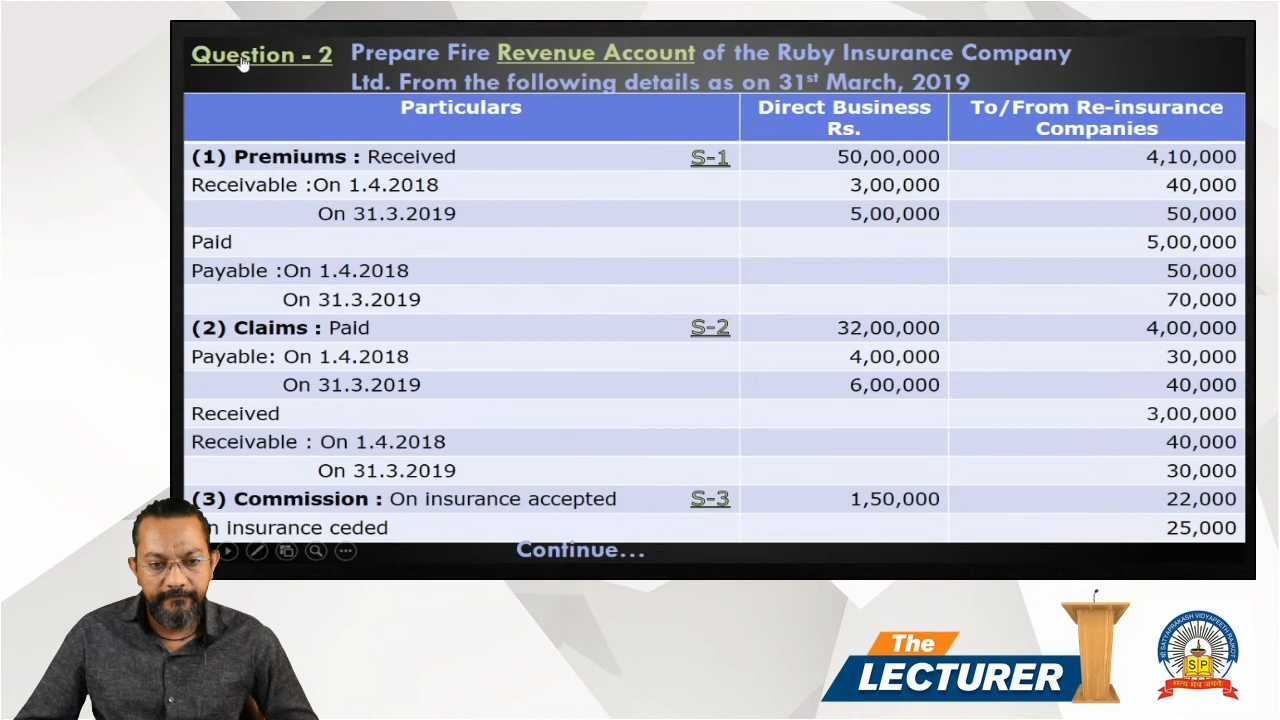 Question - 2 Prepare Fire Revenue Account of the Ruby Insurance Company
Ltd. From the following details as on 31st March, 2019
Particulars Direct Business Rs. To/From Re-insurance Companies
(1) Premiums : Received S-1 50,00,000 4,10,000
Receivable :On 1.4.2018 3,00,000 40,000
On 31.3.2019 5,00,000 50,000
Paid 5,00,000
Payable :On 1.4.2018 50,000
On 31.3.2019 70,000
(2) Claims : Paid S-2 32,00,000 4,00,000
Payable: On 1.4.2018 4,00,000 30,000
On 31.3.2019 6,00,000 40,000
Received 3,00,000
Receivable : On 1.4.2018 40,000
On 31.3.2019 30,000
(3) Commission : On insurance accepted S-3 1,50,000 22,000
n insurance ceded 25,000
Continue...
The
LECTURER
SP
सत्यमेव जयते